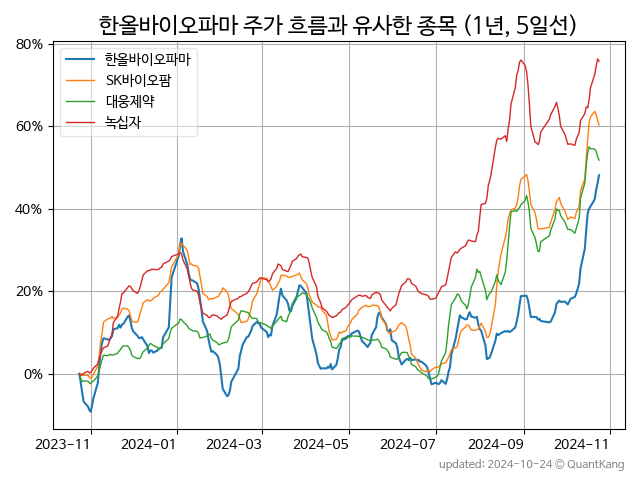 한올바이오파마 주가 흐름과 유사한 종목 (1년, 5일선)
80%
60%
40%
20%
0%
한올바이오파마
SK바이오팜
대웅제약
녹십자
2023-11 2024-01 2024-03 2024-05 2024-07 2024-09 2024-11
updated: 2024-10-24 © QuantKang